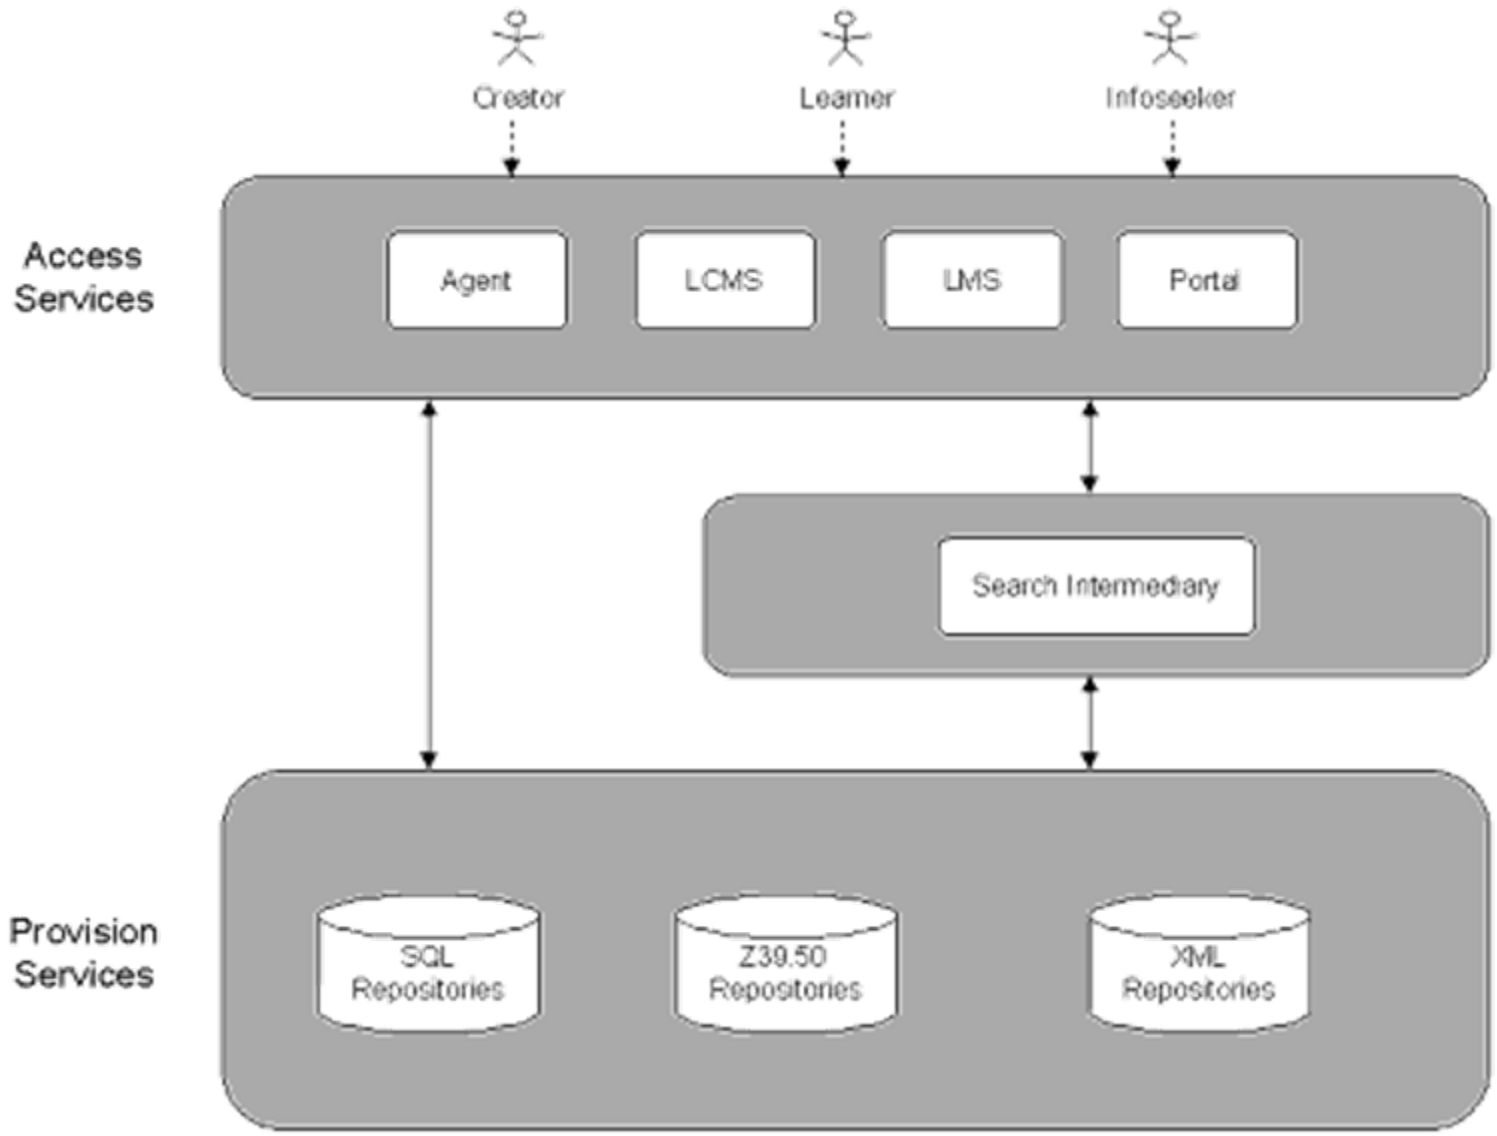 Creator
Learner
Infoseeker
Access
Services
Agent
LCMS
LMS
Portal
Search Intermediary
Provision
Services
SQL
Repositories
Z39.50
Repositories
XML
Repositories